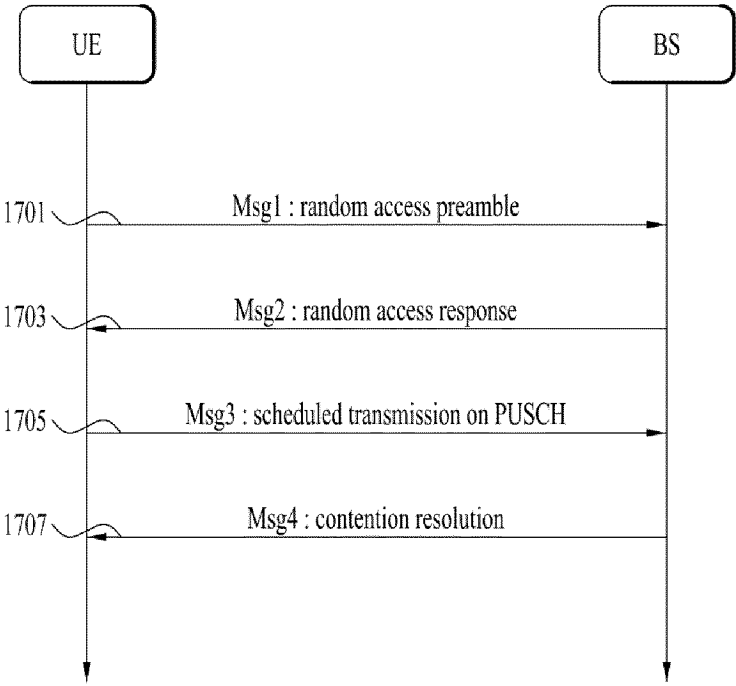 UE
BS
1701
Msg1 : random access preamble
1703
Msg2 : random access response
1705
Msg3 : scheduled transmission on PUSCH
1707
Msg4 : contention resolution